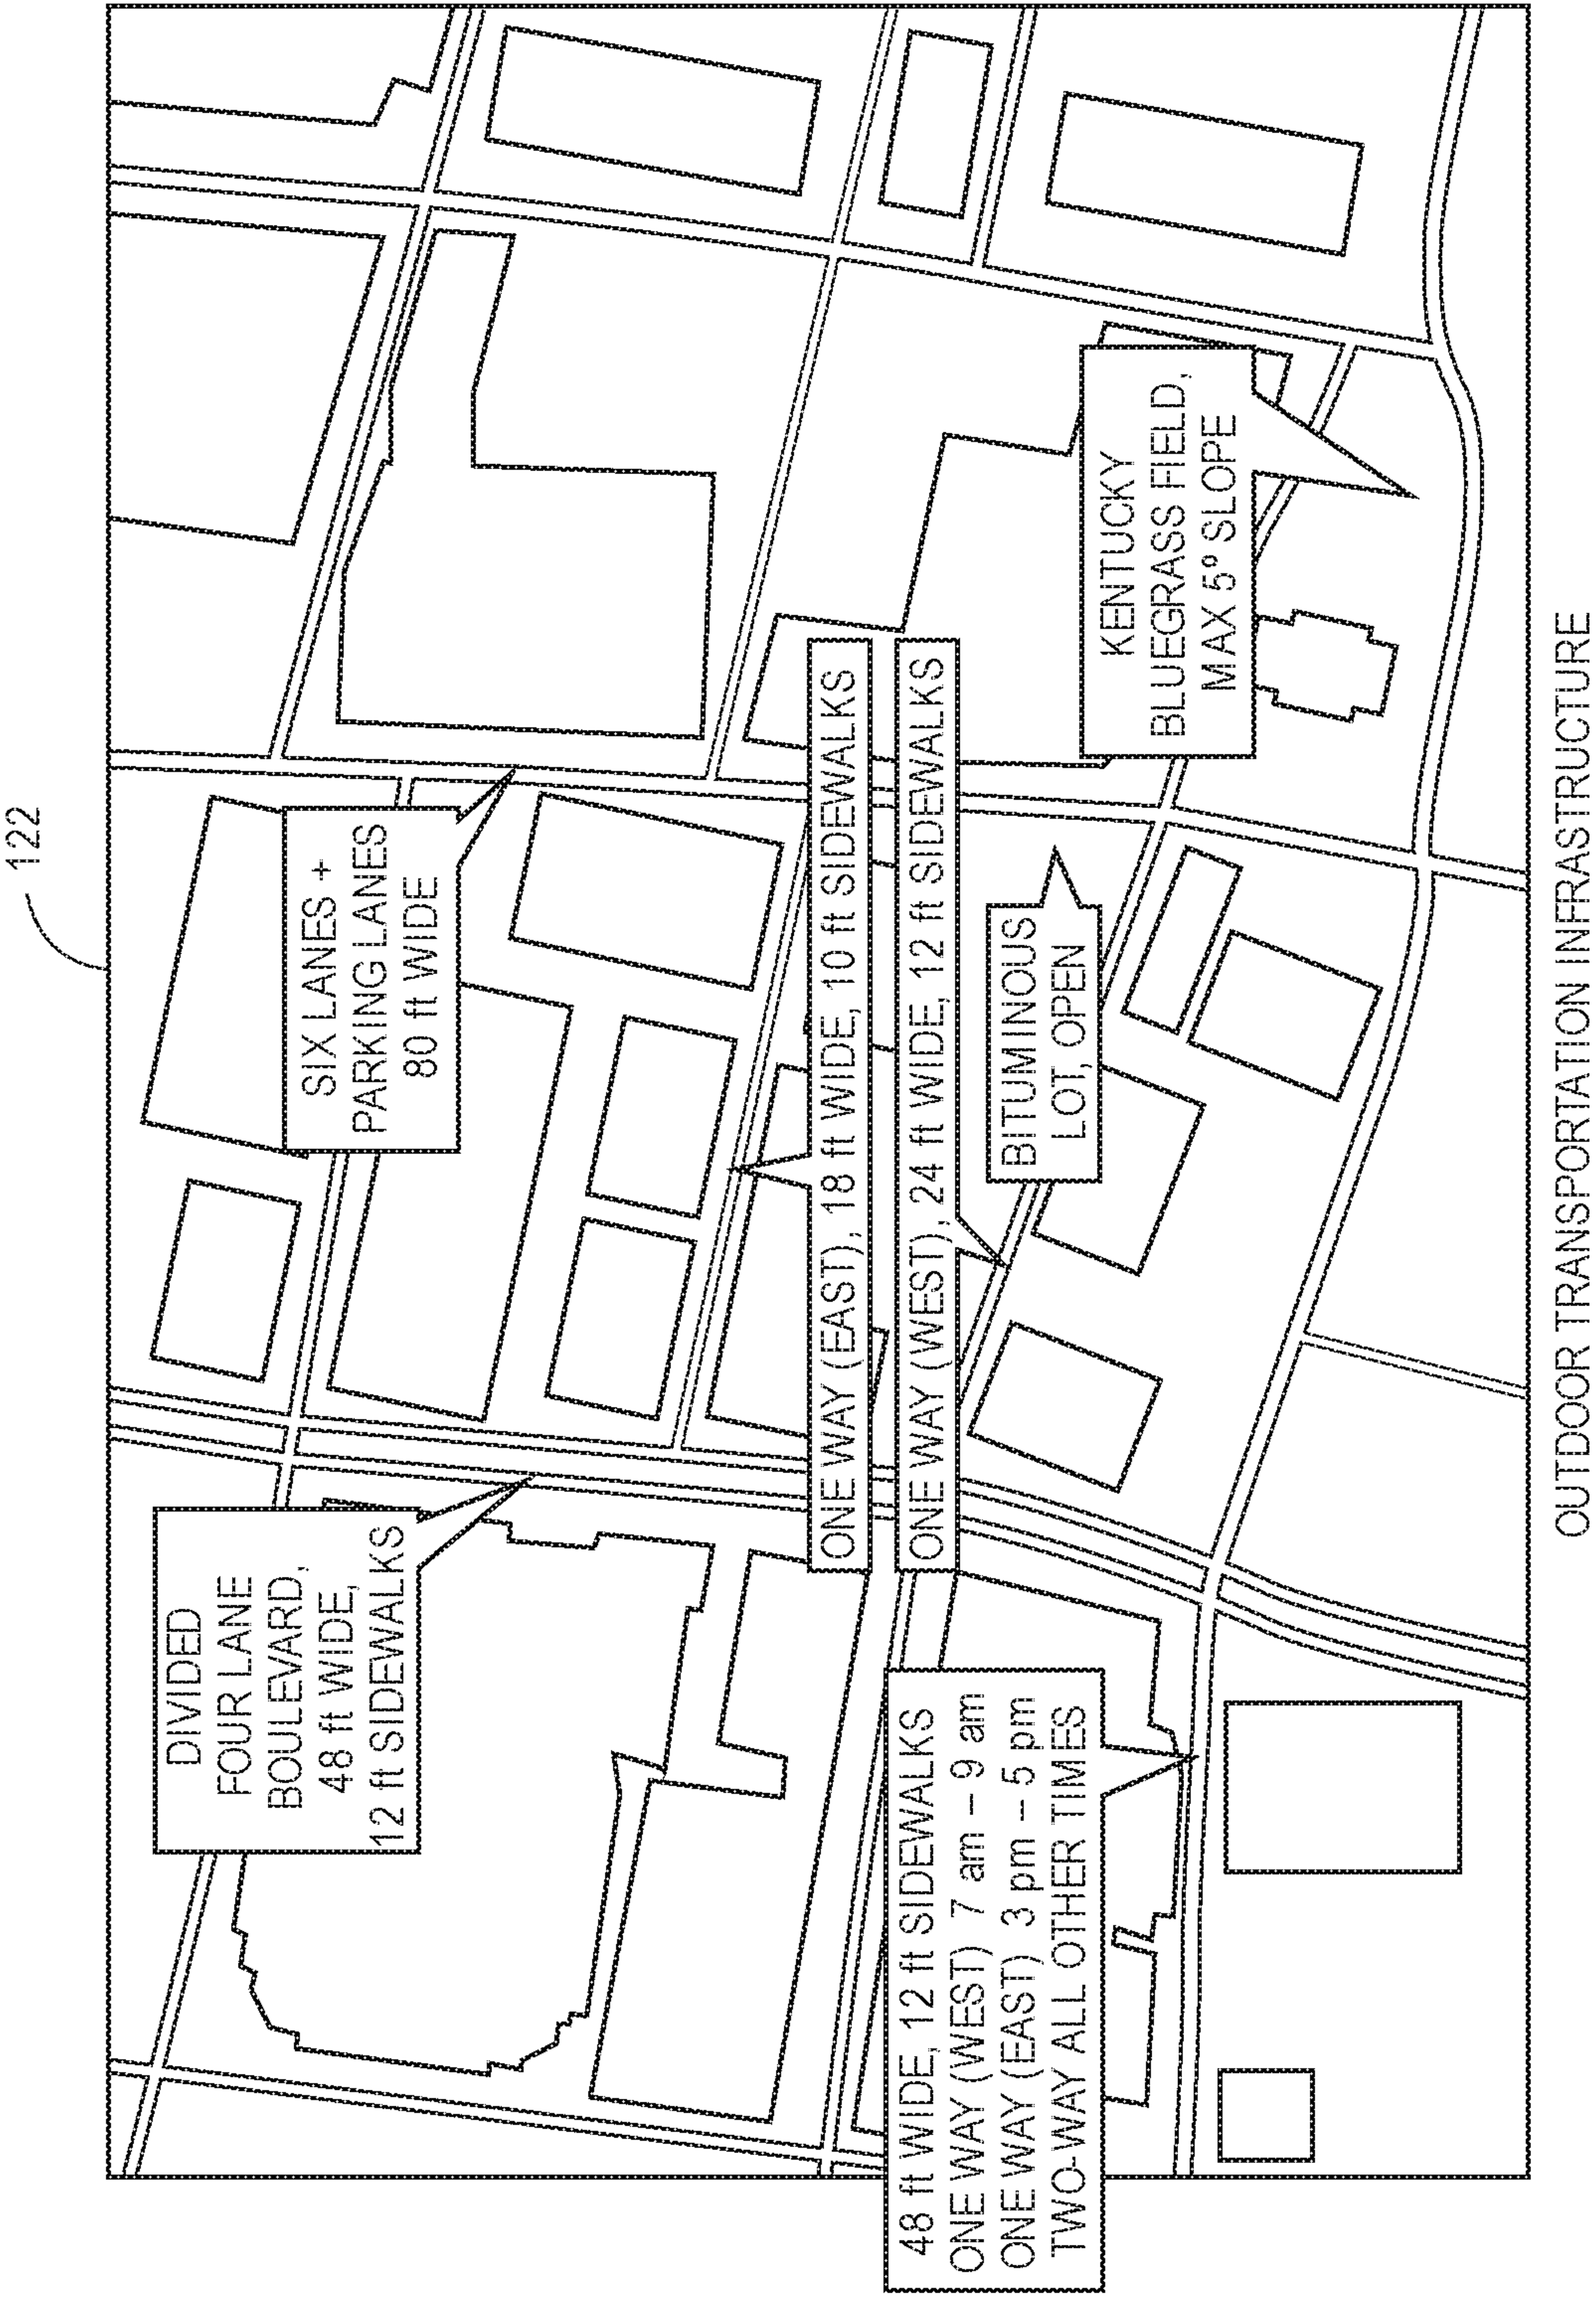 122
DIVIDED
FOUR LANE
BOULEVARD,
48 ft WIDE,
12 ft SIDEWALKS
SIX LANES +
PARKING LANES
80 ft WIDE
ONE WAY (EAST), 18 ft WIDE, 10 ft SIDEWALKS
ONE WAY (WEST), 24 ft WIDE, 12 ft SIDEWALKS
48 ft WIDE, 12 ft SIDEWALKS
ONE WAY (WEST) 7 am – 9 am
ONE WAY (EAST) 3 pm – 5 pm
TWO-WAY ALL OTHER TIMES
BITUMINOUS
LOT, OPEN
KENTUCKY
BLUEGRASS FIELD,
MAX 5° SLOPE
OUTDOOR TRANSPORTATION INFRASTRUCTURE